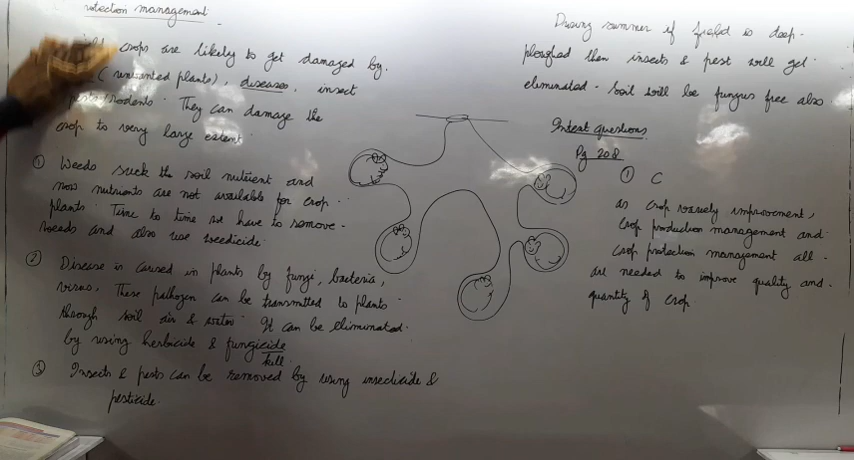 rotection management
crops are likely to get damaged by.
(unwanted plants), diseases, insect
pests/rodents. They can damage the
crop to very large extent.
① Weeds suck the soil nutrient and
now nutrients are not available for crop.
plants. Time to time we have to remove.
weeds and also use weedicide.
② Disease is caused in plants by fungi, bacteria,
virus, These pathogen can be transmitted to plants
through soil air & water. It can be eliminated.
by using herbicide & fungicide
kill.
③ Insects & pests can be removed by using insecticide &
pesticide.
During summer if field is deep.
ploughed then insects & pest will get.
eliminated. Soil will be fungus free also.
Intext questions
Pg 208
① C
as crop variety improvement,
crop production management and
crop protection management all.
are needed to improve quality and.
quantity of crop